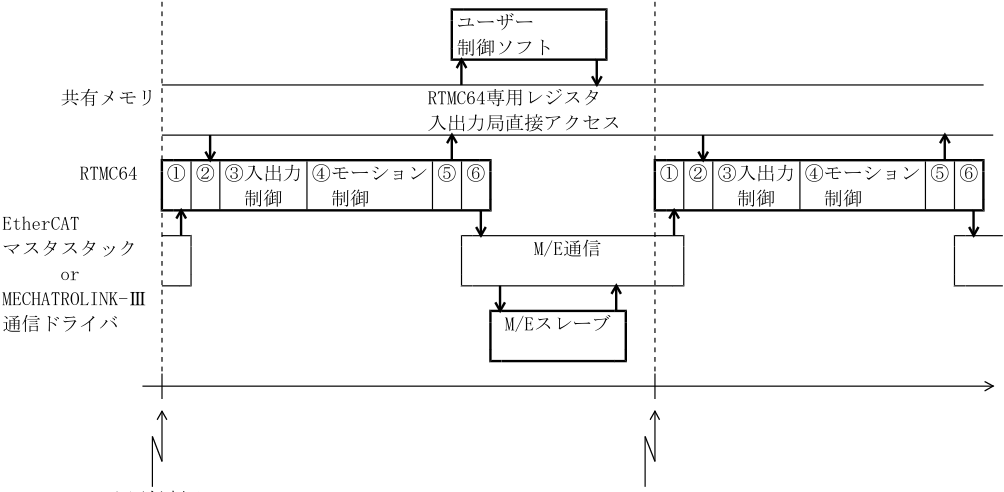 ユーザー
制御ソフト
共有メモリ
RTMC64専用レジスタ
入出力局直接アクセス
RTMC64
①
②
③入出力
制御
④モーション
制御
⑤
⑥
①
②
③入出力
制御
④モーション
制御
⑤
⑥
EtherCAT
マスタスタック
or
MECHATROLINK-Ⅲ
通信ドライバ
M/E通信
M/Eスレーブ